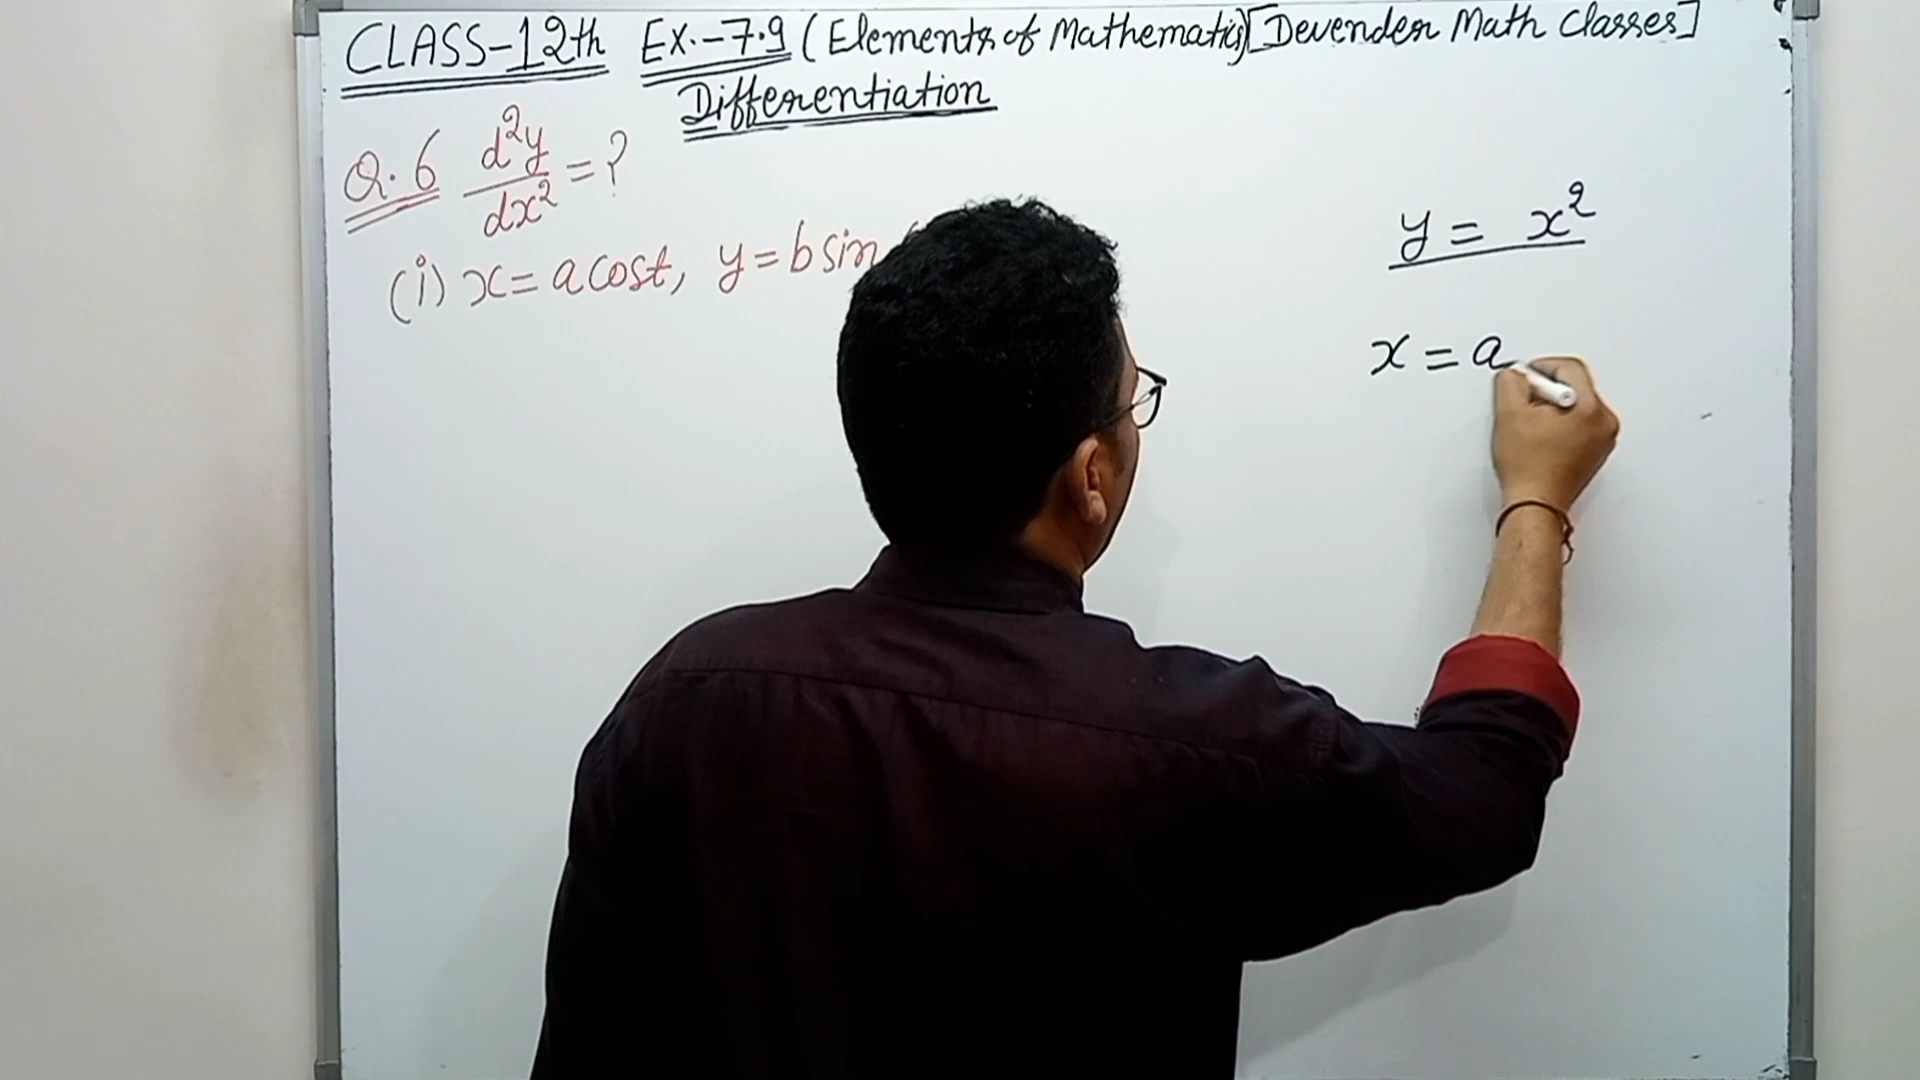 CLASS-12th Ex.-7.9 (Elements of Mathematics) [Devender Math Classes]
Differentiation
Q.6 d²y/dx² = ?
(i) x = a cost, y = b sin
y = x²
x = a